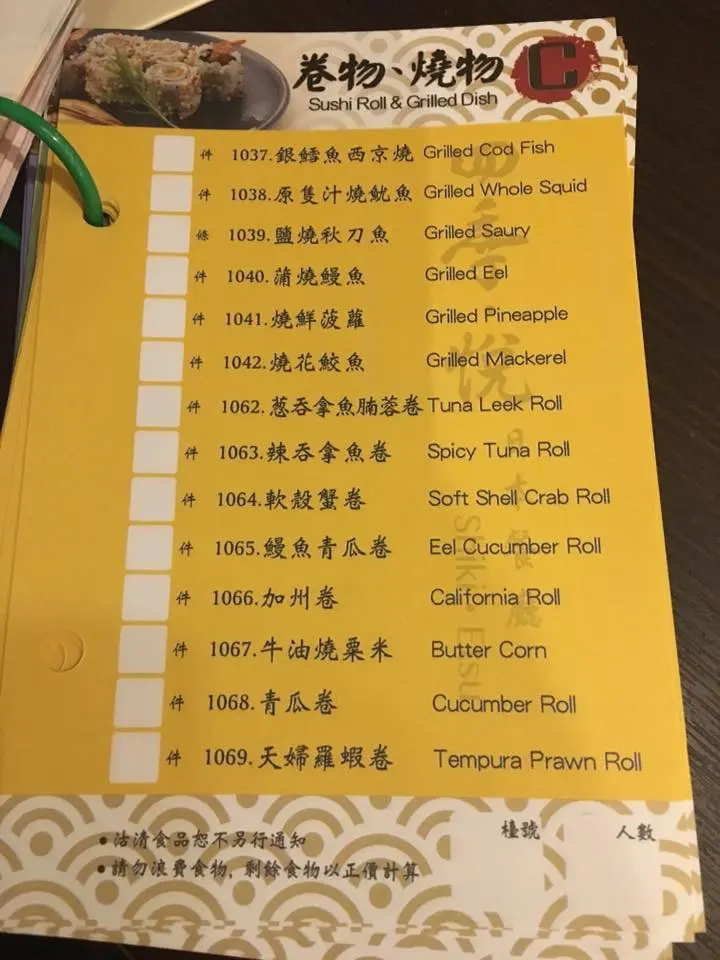 卷物、燒物 C
Sushi Roll & Grilled Dish
件 1037.銀鱈魚西京燒 Grilled Cod Fish
件 1038.原隻汁燒魷魚 Grilled Whole Squid
條 1039.鹽燒秋刀魚 Grilled Saury
件 1040.蒲燒鰻魚 Grilled Eel
件 1041.燒鮮菠蘿 Grilled Pineapple
件 1042.燒花鮫魚 Grilled Mackerel
件 1062.葱吞拿魚腩蓉卷 Tuna Leek Roll
件 1063.辣吞拿魚卷 Spicy Tuna Roll
件 1064.軟殼蟹卷 Soft Shell Crab Roll
件 1065.鰻魚青瓜卷 Eel Cucumber Roll
件 1066.加州卷 California Roll
件 1067.牛油燒粟米 Butter Corn
件 1068.青瓜卷 Cucumber Roll
件 1069.天婦羅蝦卷 Tempura Prawn Roll
日本餐廳
Shiki·Etsu
•沽清食品恕不另行通知
•請勿浪費食物, 剩餘食物以正價計算
檯號 人數